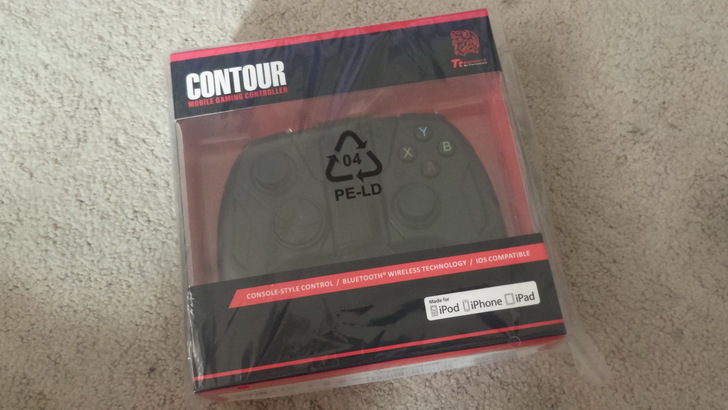 CONTOUR
MOBILE GAMING CONTROLLER
Tt
04
PE-LD
Y
X
B
A
CONSOLE-STYLE CONTROL / BLUETOOTH® WIRELESS TECHNOLOGY / IOS COMPATIBLE
Made for
iPod iPhone iPad